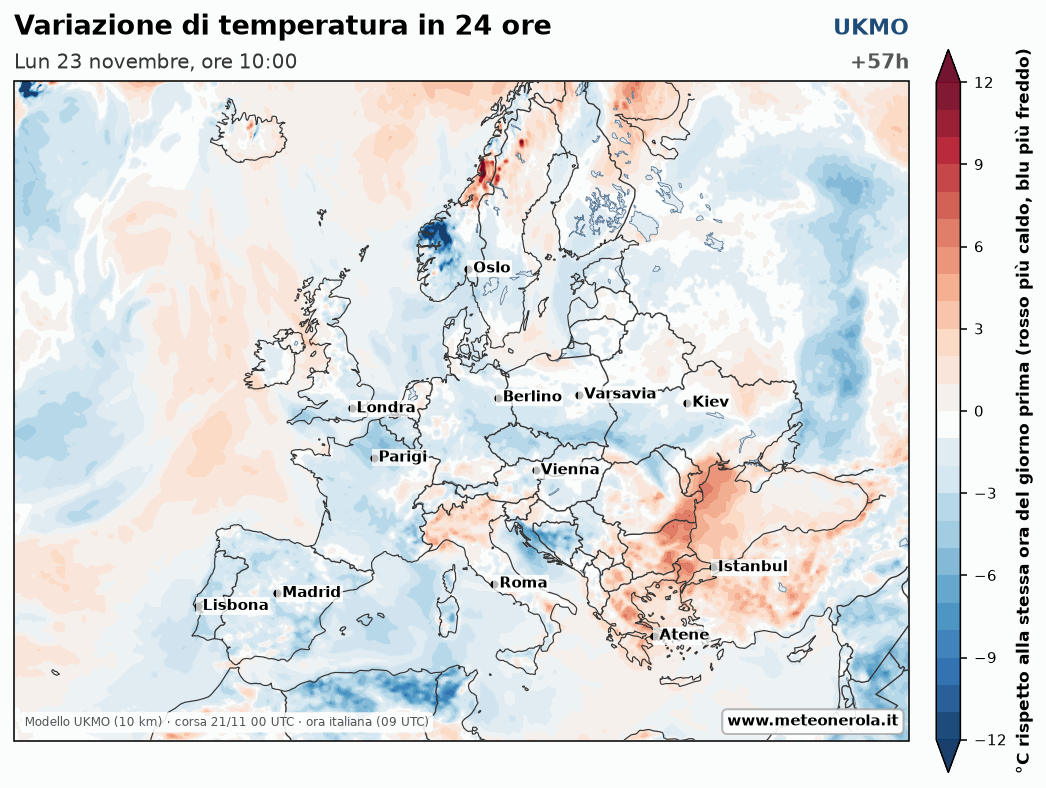 Variazione di temperatura in 24 ore
UKMO
Lun 23 novembre, ore 10:00
+57h
Oslo
Londra
Berlino
Varsavia
Kiev
Parigi
Vienna
Roma
Istanbul
Madrid
Lisbona
Atene
Modello UKMO (10 km) · corsa 21/11 00 UTC · ora italiana (09 UTC)
www.meteonerola.it
12
9
6
3
0
−3
−6
−9
−12
°C rispetto alla stessa ora del giorno prima (rosso più caldo, blu più freddo)